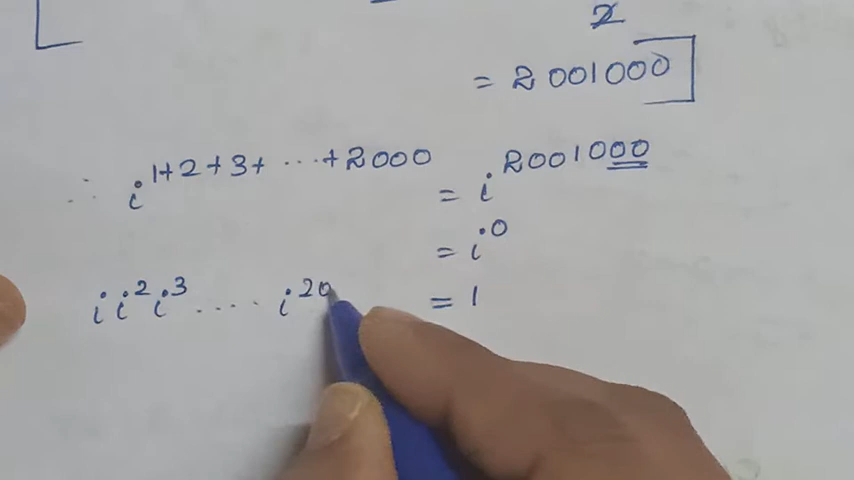 2
= 2001000
∴ i^1+2+3+ ... +2000 = i^2001000
= i^0
i i^2 i^3 .... i^20 = 1